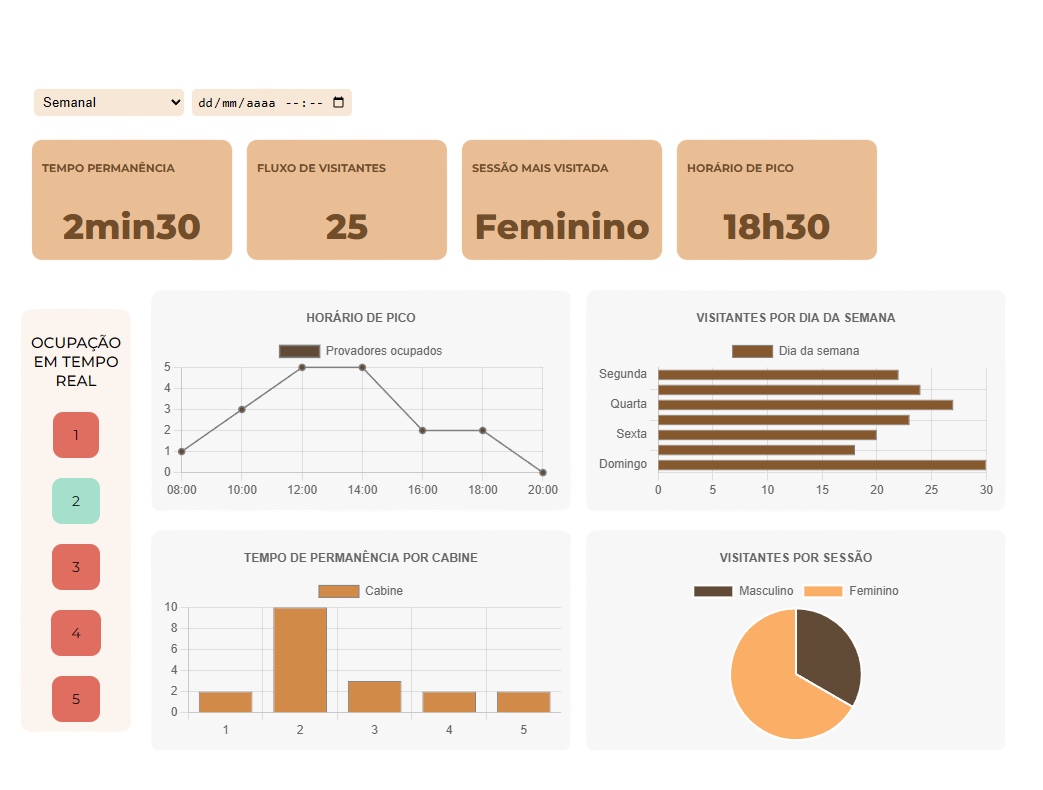 Semanal
dd/mm/aaaa --:--
TEMPO PERMANÊNCIA
2min30
FLUXO DE VISITANTES
25
SESSÃO MAIS VISITADA
Feminino
HORÁRIO DE PICO
18h30
OCUPAÇÃO
EM TEMPO
REAL
1
2
3
4
5
HORÁRIO DE PICO
Provadores ocupados
5
4
3
2
1
0
08:00 10:00 12:00 14:00 16:00 18:00 20:00
VISITANTES POR DIA DA SEMANA
Dia da semana
Segunda
Quarta
Sexta
Domingo
0 5 10 15 20 25 30
TEMPO DE PERMANÊNCIA POR CABINE
Cabine
10
8
6
4
2
0
1 2 3 4 5
VISITANTES POR SESSÃO
Masculino Feminino